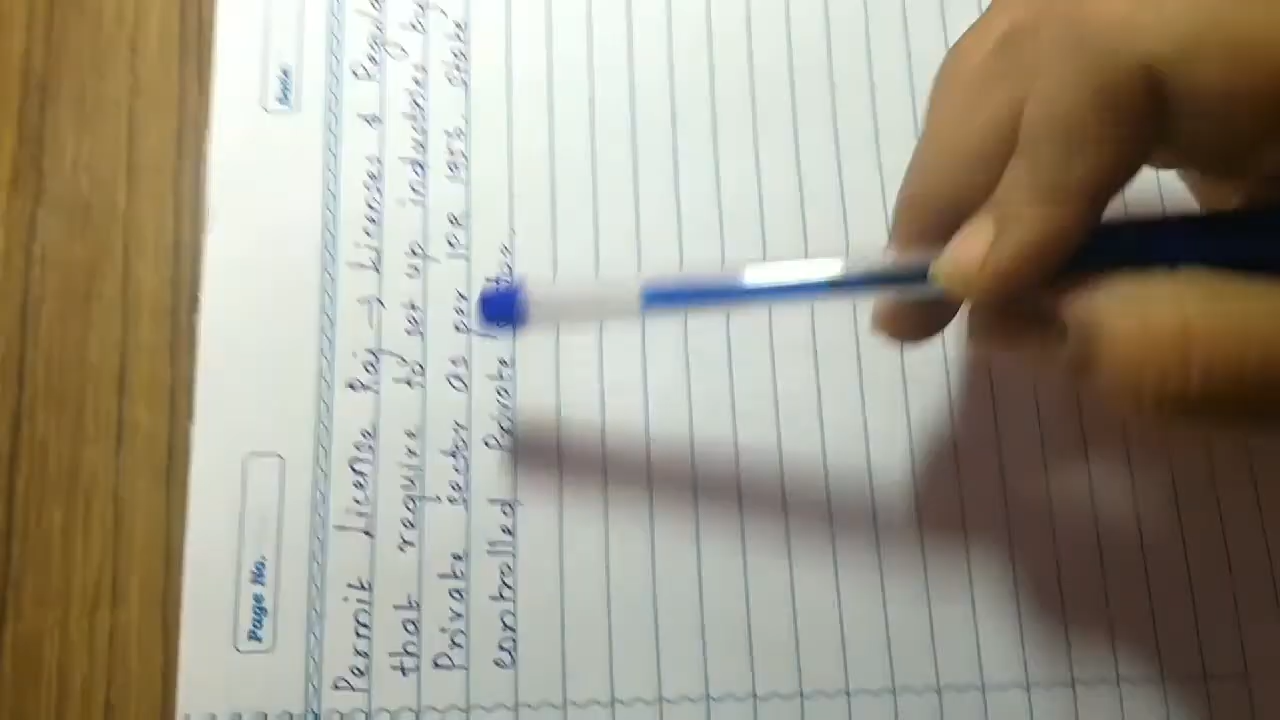 Page No.
Date
Permit License Raj → Licenses & Regula
that require to set up industries by
Private sector as per IPR 1956. State
controlled Private